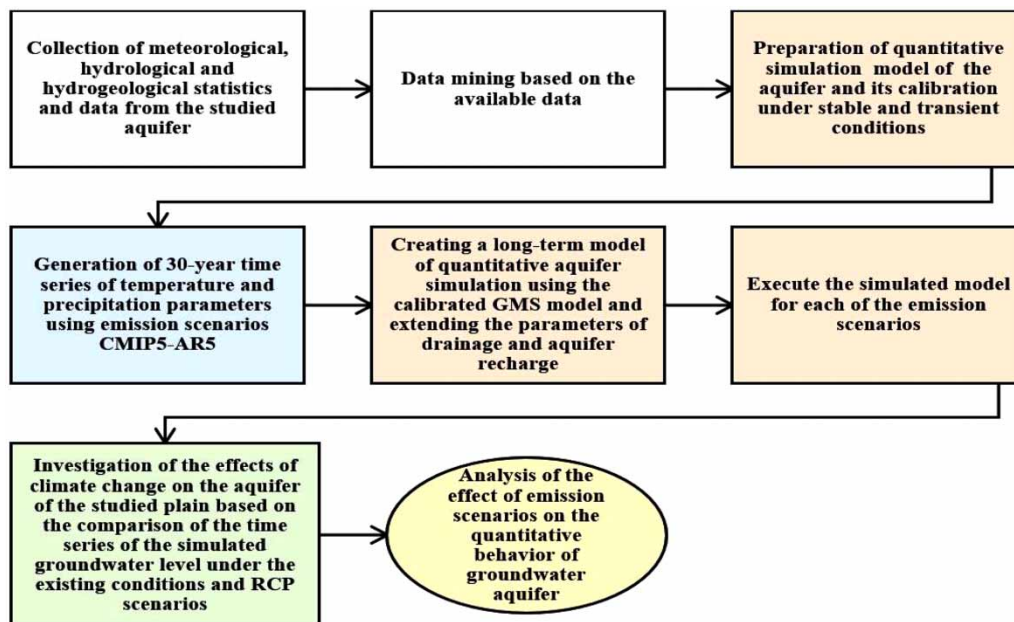 Collection of meteorological,
hydrological and
hydrogeological statistics
and data from the studied
aquifer
Data mining based on the
available data
Preparation of quantitative
simulation model of the
aquifer and its calibration
under stable and transient
conditions
Generation of 30-year time
series of temperature and
precipitation parameters
using emission scenarios
CMIP5-AR5
Creating a long-term model
of quantitative aquifer
simulation using the
calibrated GMS model and
extending the parameters of
drainage and aquifer
recharge
Execute the simulated model
for each of the emission
scenarios
Investigation of the effects of
climate change on the aquifer
of the studied plain based on
the comparison of the time
series of the simulated
groundwater level under the
existing conditions and RCP
scenarios
Analysis of the
effect of emission
scenarios on the
quantitative
behavior of
groundwater
aquifer